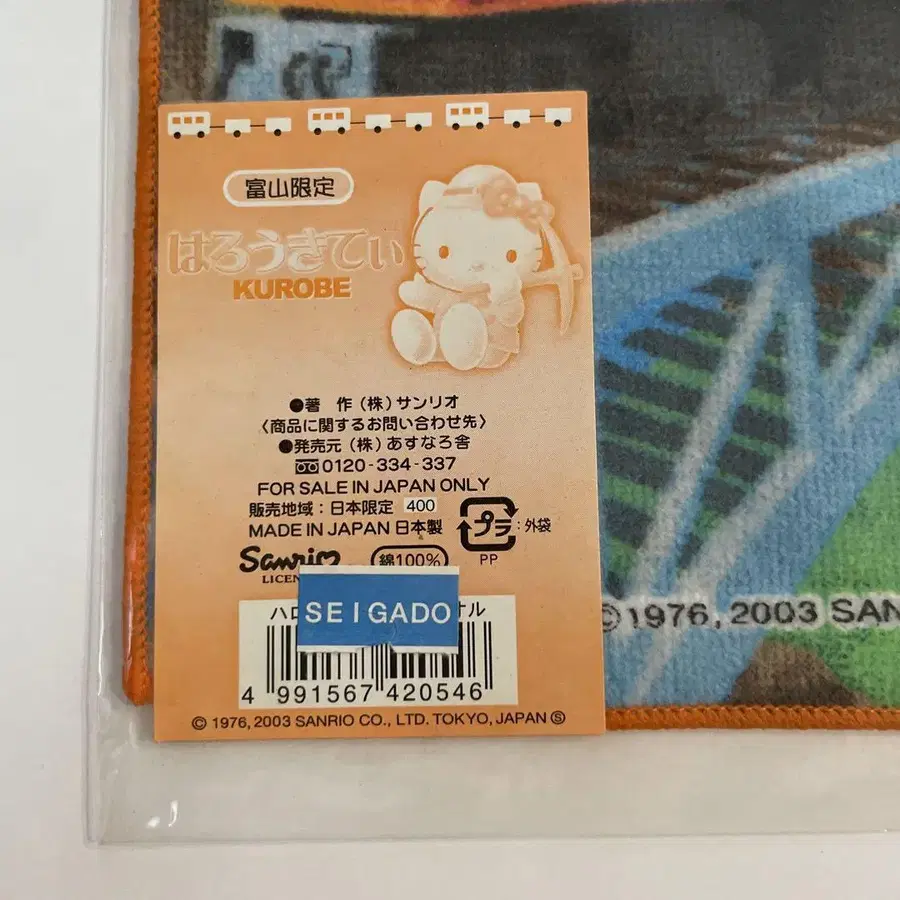 富山限定
はろうきてぃ
KUROBE
●著 作(株)サンリオ
〈商品に関するお問い合わせ先〉
●発売元(株)あすなろ舎
0120-334-337
FOR SALE IN JAPAN ONLY
販売地域:日本限定 400
MADE IN JAPAN 日本製
プラ :外袋
PP
Sanrio
綿100%
SEIGADO
4 991567 420546
© 1976, 2003 SANRIO CO., LTD. TOKYO, JAPAN Ⓢ
©1976, 2003 SAN